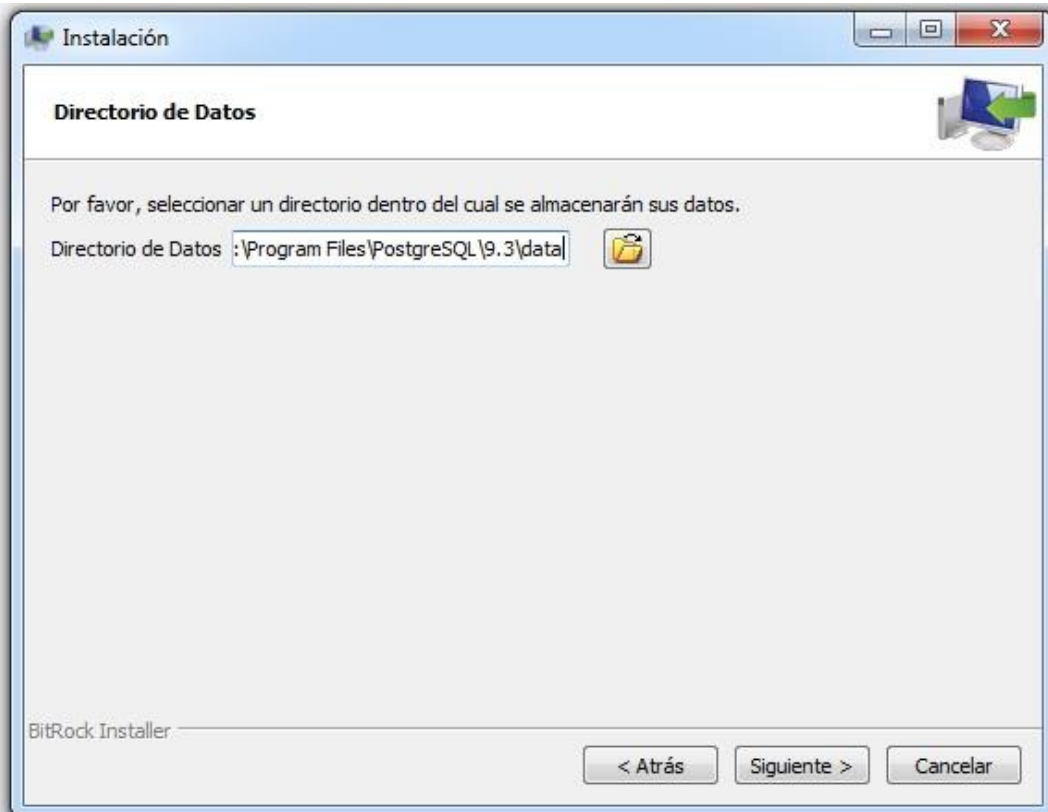 Instalación
Directorio de Datos
Por favor, seleccionar un directorio dentro del cual se almacenarán sus datos.
Directorio de Datos :\Program Files\PostgreSQL\9.3\data
BitRock Installer
< Atrás Siguiente > Cancelar